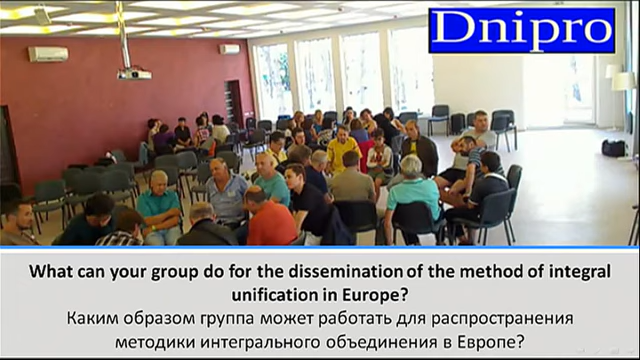 Dnipro
What can your group do for the dissemination of the method of integral
unification in Europe?
Каким образом группа может работать для распространения
методики интегрального объединения в Европе?